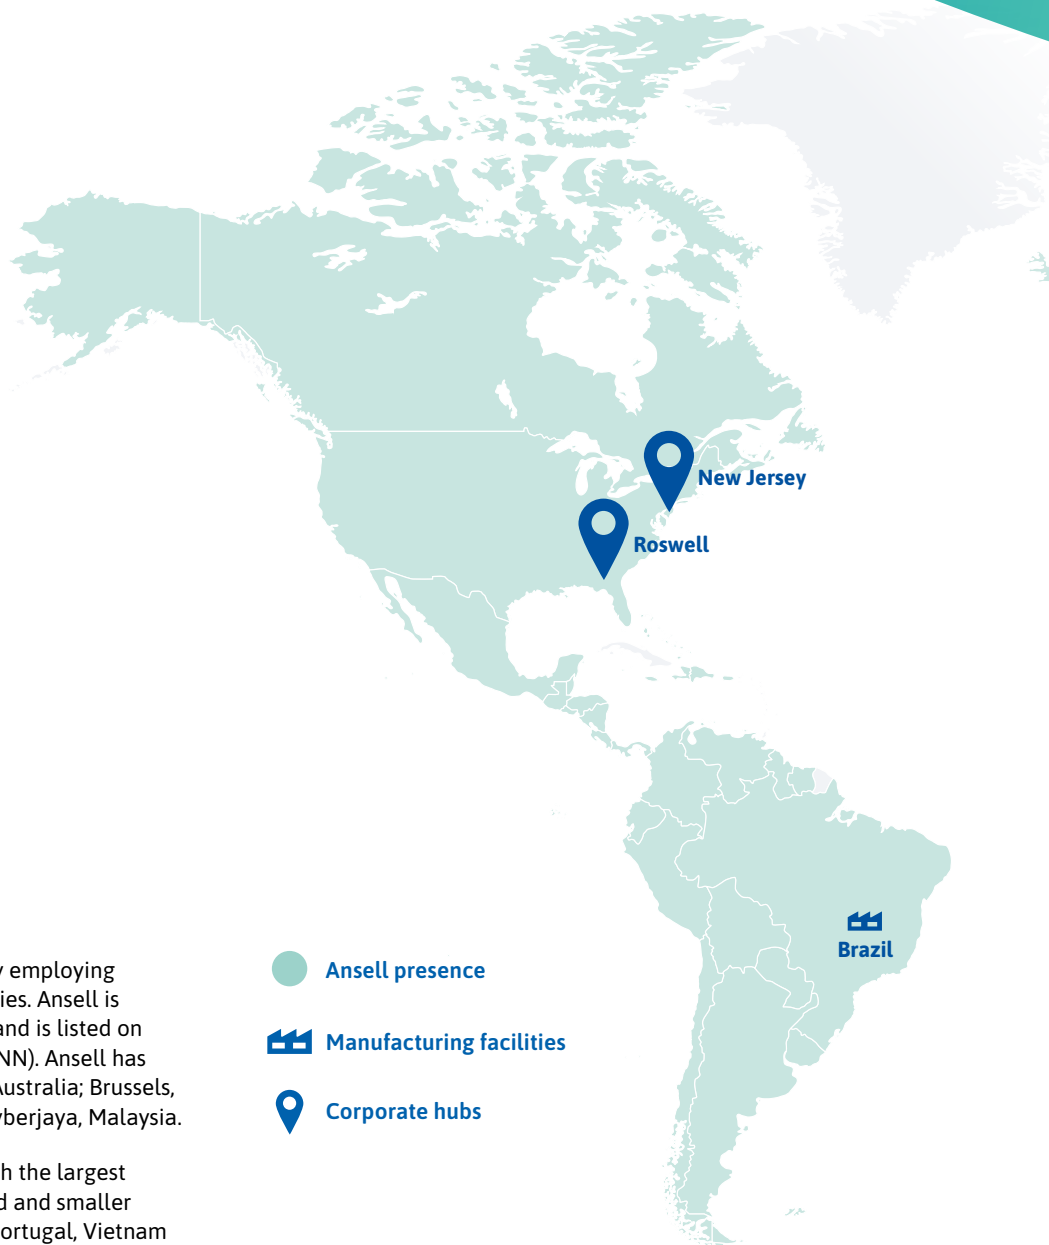 New Jersey
Roswell
Brazil
y employing
ies. Ansell is
and is listed on
NN). Ansell has
Australia; Brussels,
yberjaya, Malaysia.
h the largest
d and smaller
ortugal, Vietnam
Ansell presence
Manufacturing facilities
Corporate hubs